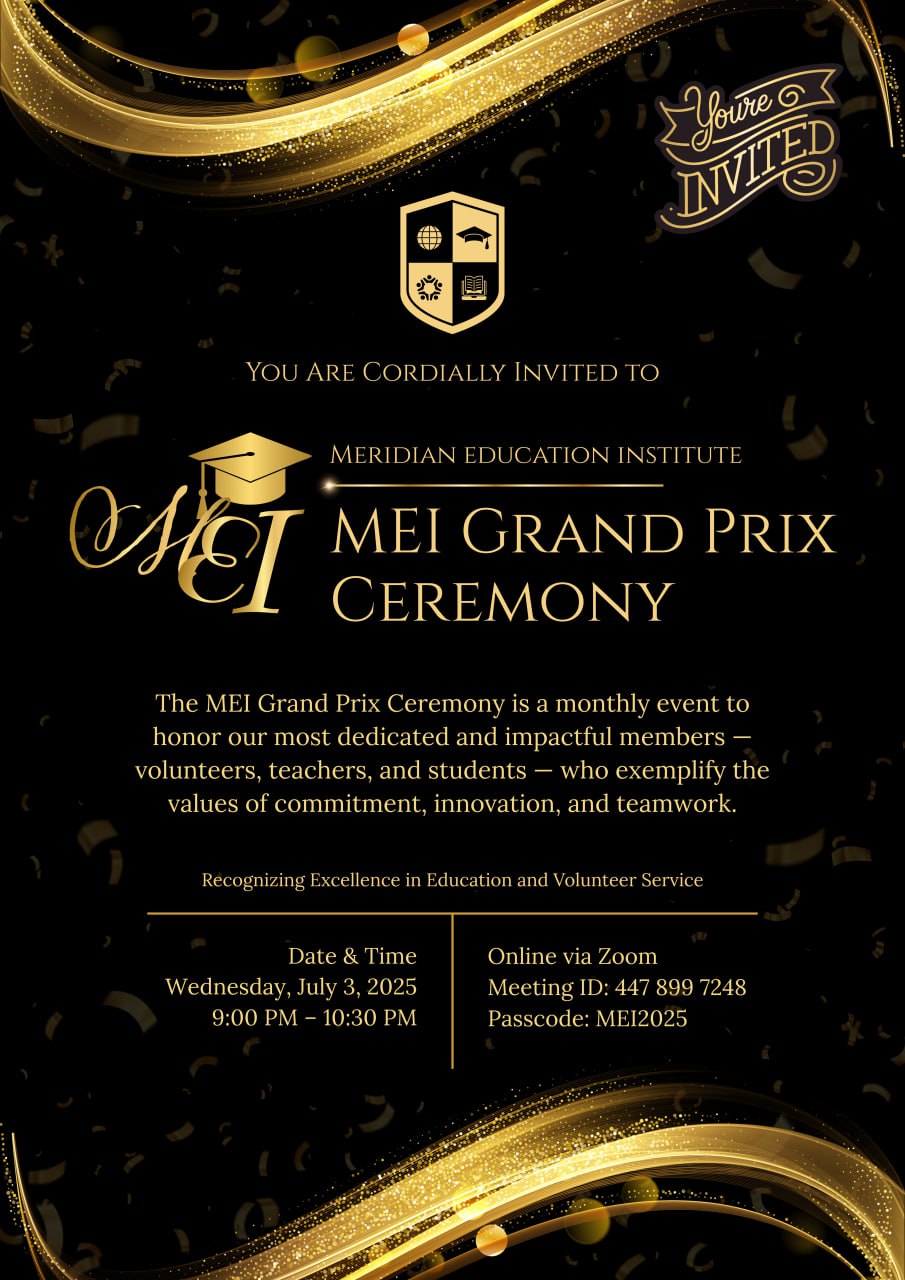 You're
INVITED
You Are Cordially Invited to
MEI
Meridian education institute
MEI Grand Prix
Ceremony
The MEI Grand Prix Ceremony is a monthly event to
honor our most dedicated and impactful members —
volunteers, teachers, and students — who exemplify the
values of commitment, innovation, and teamwork.
Recognizing Excellence in Education and Volunteer Service
Date & Time
Wednesday, July 3, 2025
9:00 PM – 10:30 PM
Online via Zoom
Meeting ID: 447 899 7248
Passcode: MEI2025